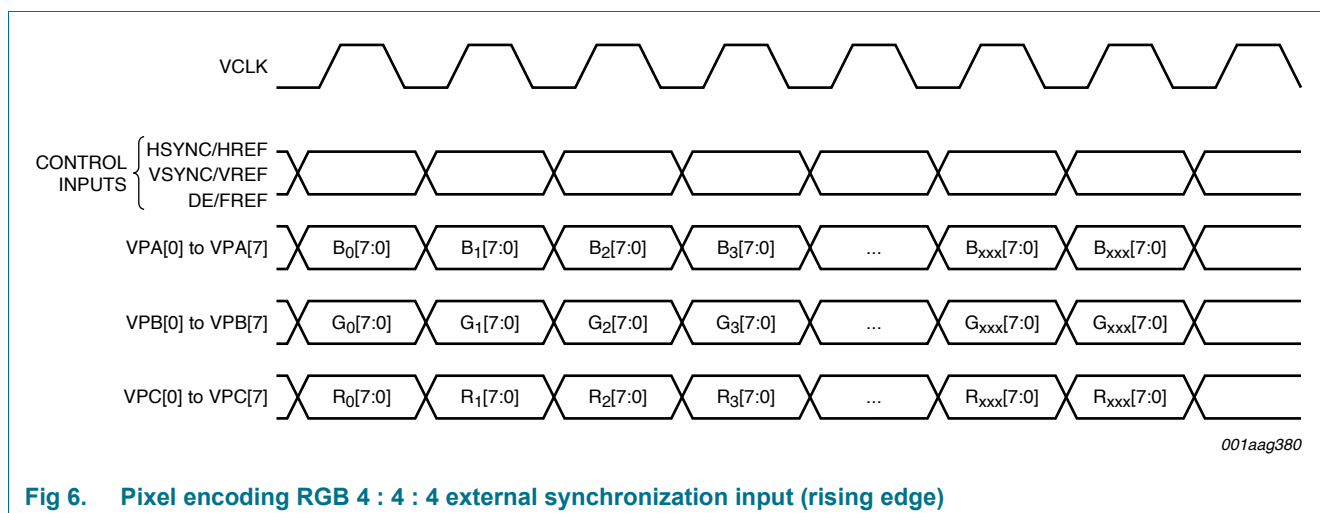 VCLK
CONTROL INPUTS
HSYNC/HREF
VSYNC/VREF
DE/FREF
VPA[0] to VPA[7] B0[7:0] B1[7:0] B2[7:0] B3[7:0] ... Bxxx[7:0] Bxxx[7:0]
VPB[0] to VPB[7] G0[7:0] G1[7:0] G2[7:0] G3[7:0] ... Gxxx[7:0] Gxxx[7:0]
VPC[0] to VPC[7] R0[7:0] R1[7:0] R2[7:0] R3[7:0] ... Rxxx[7:0] Rxxx[7:0]
001aag380
Fig 6. Pixel encoding RGB 4 : 4 : 4 external synchronization input (rising edge)